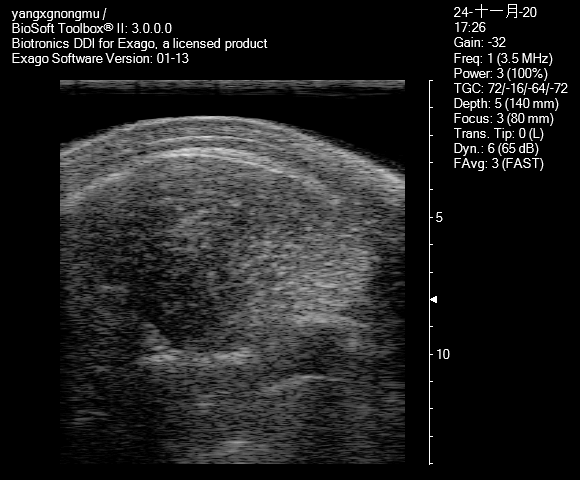 yangxgnongmu /
BioSoft Toolbox® II: 3.0.0.0
Biotronics DDI for Exago, a licensed product
Exago Software Version: 01-13
24-十一月-20
17:26
Gain: -32
Freq: 1 (3.5 MHz)
Power: 3 (100%)
TGC: 72/-16/-64/-72
Depth: 5 (140 mm)
Focus: 3 (80 mm)
Trans. Tip: 0 (L)
Dyn.: 6 (65 dB)
FAvg: 3 (FAST)
5
10